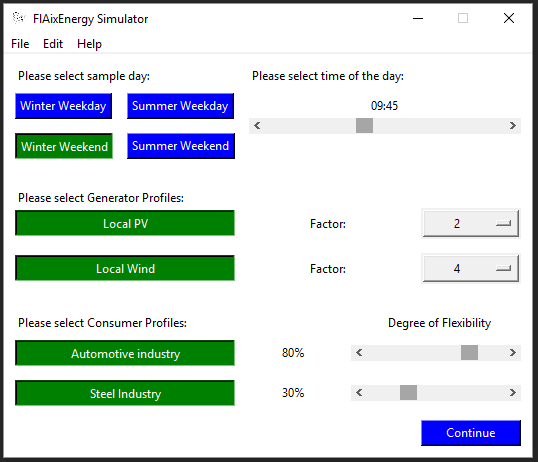 FlAixEnergy Simulator
File Edit Help
Please select sample day: Please select time of the day:
Winter Weekday Summer Weekday 09:45
Winter Weekend Summer Weekend
Please select Generator Profiles:
Local PV Factor: 2
Local Wind Factor: 4
Please select Consumer Profiles: Degree of Flexibility
Automotive industry 80%
Steel Industry 30%
Continue